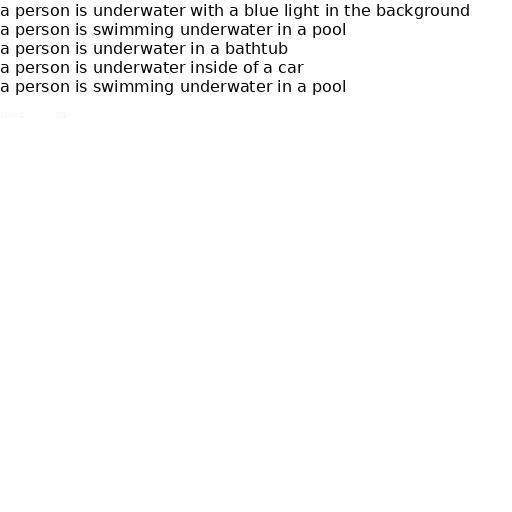 a person is underwater with a blue light in the background
a person is swimming underwater in a pool
a person is underwater in a bathtub
a person is underwater inside of a car
a person is swimming underwater in a pool